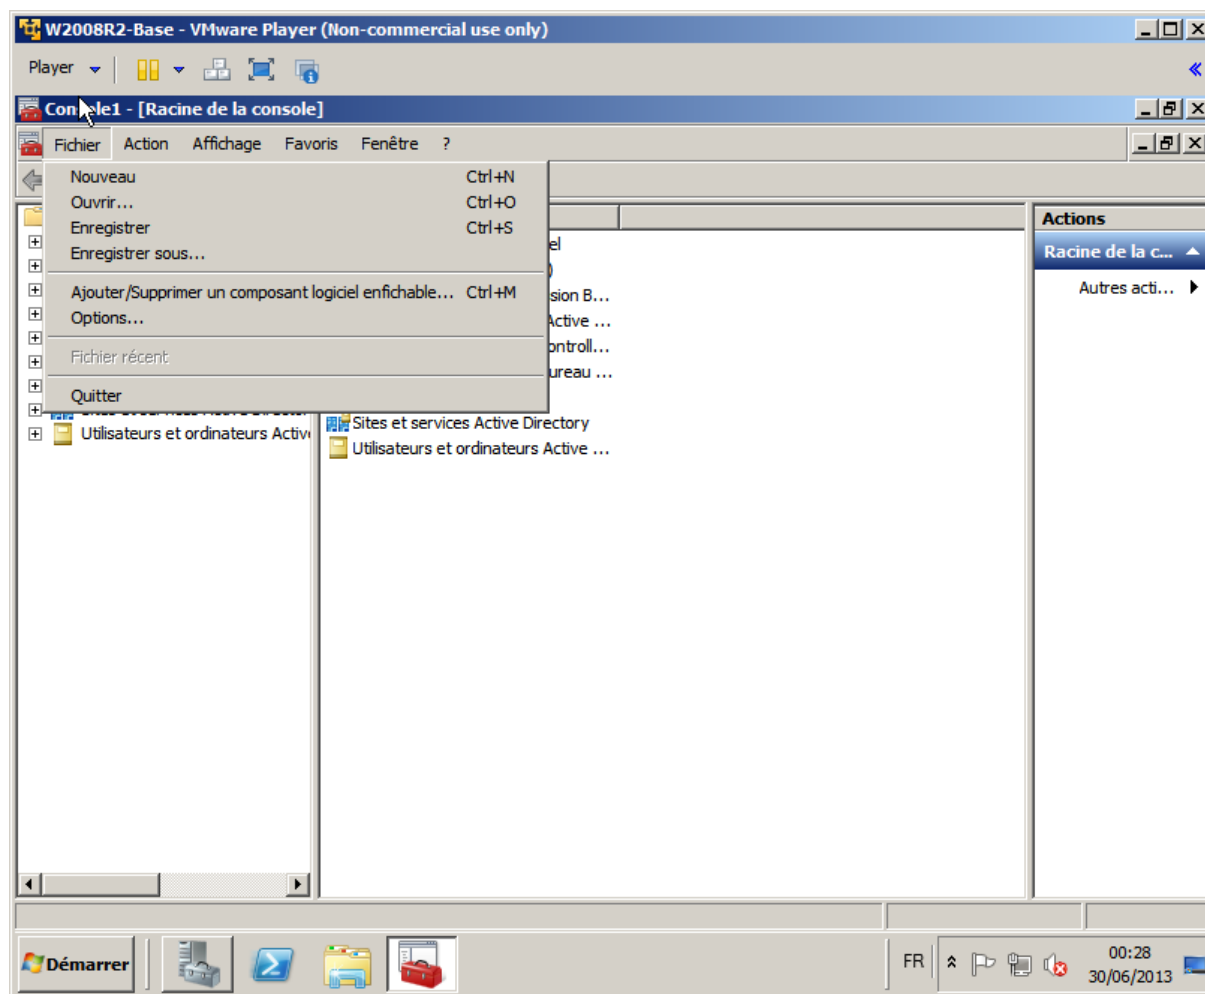 W2008R2-Base - VMware Player (Non-commercial use only)
Player
Console1 - [Racine de la console]
Fichier Action Affichage Favoris Fenêtre ?
Nouveau Ctrl+N
Ouvrir... Ctrl+O
Enregistrer Ctrl+S
Enregistrer sous...
Ajouter/Supprimer un composant logiciel enfichable... Ctrl+M
Options...
Fichier récent
Quitter
el
)
sion B...
Active ...
ontroll...
ureau ...
Sites et services Active Directory
Utilisateurs et ordinateurs Active ...
Utilisateurs et ordinateurs Activ
Actions
Racine de la c...
Autres acti...
Démarrer
FR
00:28
30/06/2013